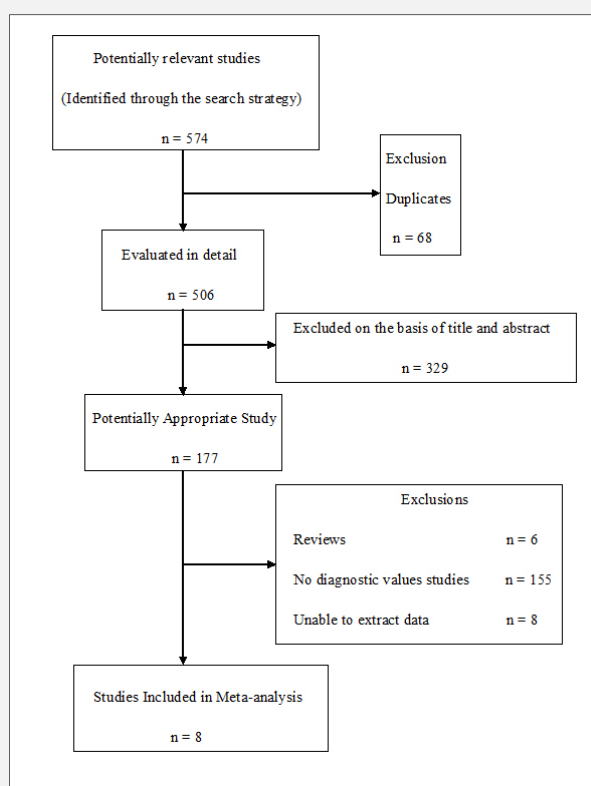 Potentially relevant studies
(Identified through the search strategy)
n = 574
Exclusion
Duplicates
n = 68
Evaluated in detail
n = 506
Excluded on the basis of title and abstract
n = 329
Potentially Appropriate Study
n = 177
Exclusions
Reviews n = 6
No diagnostic values studies n = 155
Unable to extract data n = 8
Studies Included in Meta-analysis
n = 8